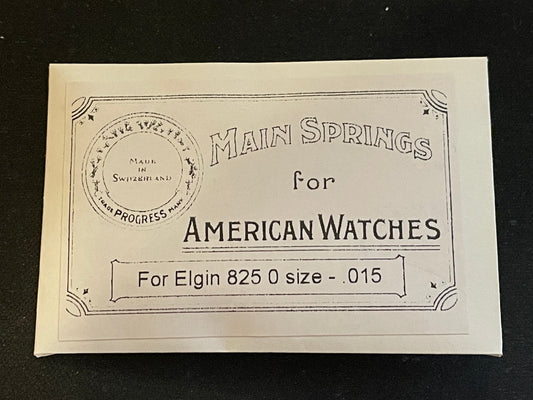 MAIN SPRINGS
for
AMERICAN WATCHES
MADE
IN
SWITZERLAND
TRADE PROGRESS MARK
For Elgin 825 0 size - .015